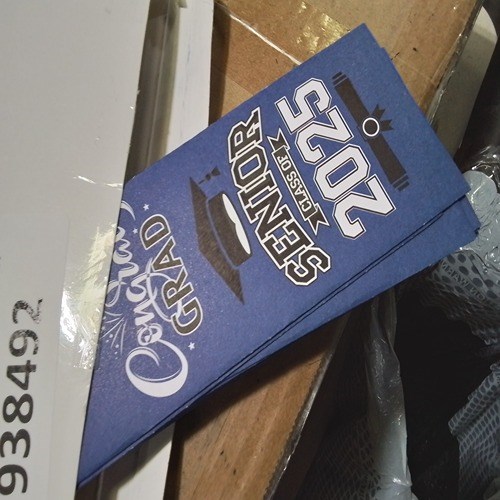 Congrats
GRAD
SENIOR
CLASS OF
2025
938492